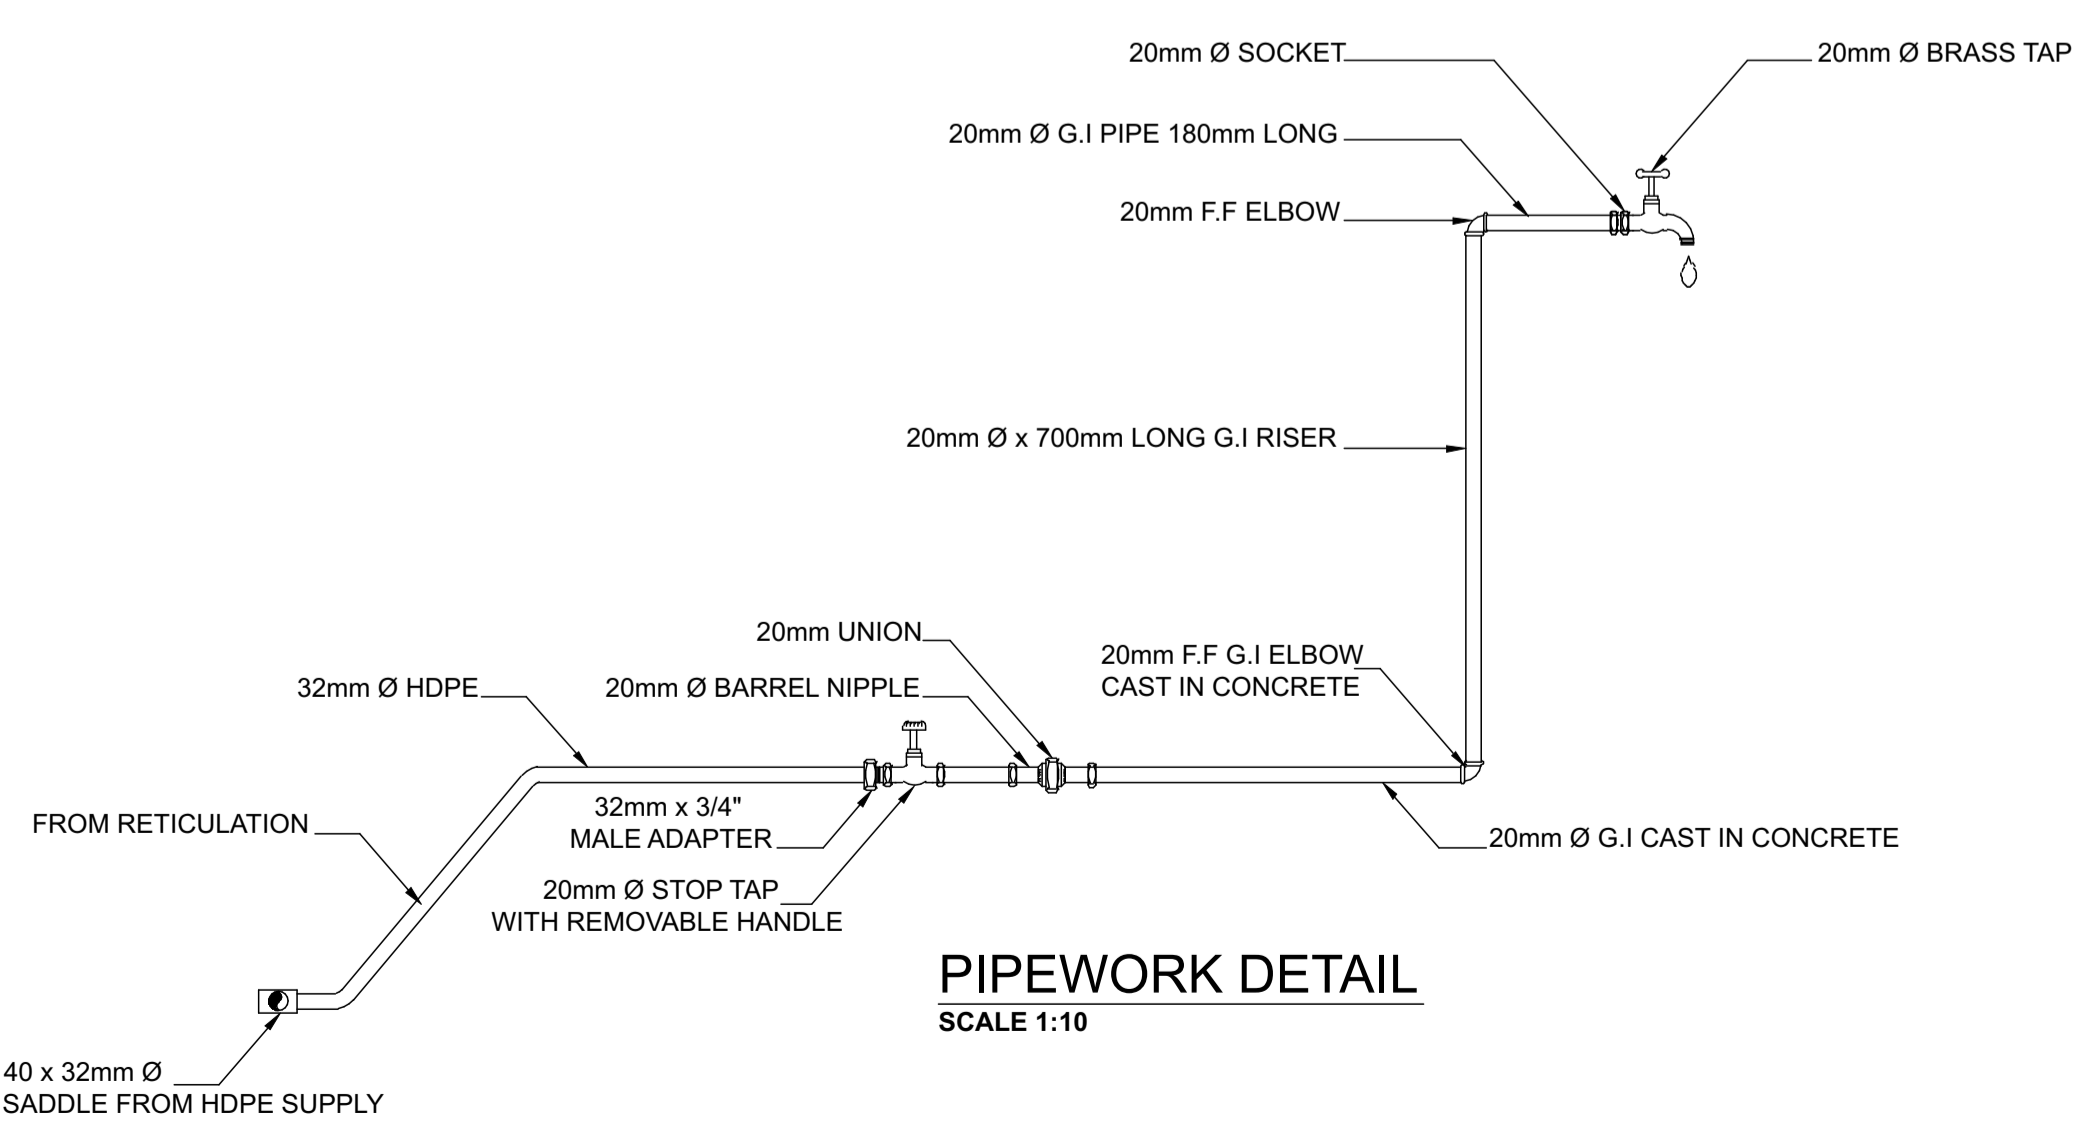 20mm Ø SOCKET
20mm Ø BRASS TAP
20mm Ø G.I PIPE 180mm LONG
20mm F.F ELBOW
20mm Ø x 700mm LONG G.I RISER
20mm UNION
20mm F.F G.I ELBOW
CAST IN CONCRETE
32mm Ø HDPE
20mm Ø BARREL NIPPLE
32mm x 3/4"
MALE ADAPTER
FROM RETICULATION
20mm Ø G.I CAST IN CONCRETE
20mm Ø STOP TAP
WITH REMOVABLE HANDLE
PIPEWORK DETAIL
SCALE 1:10
40 x 32mm Ø
SADDLE FROM HDPE SUPPLY